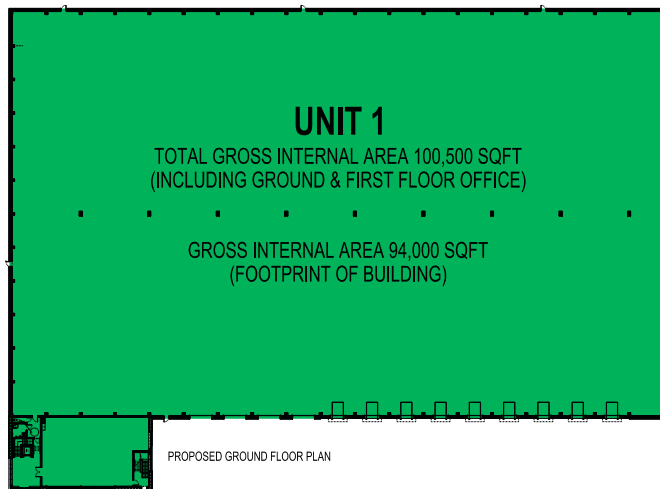 UNIT 1
TOTAL GROSS INTERNAL AREA 100,500 SQFT
(INCLUDING GROUND & FIRST FLOOR OFFICE)
GROSS INTERNAL AREA 94,000 SQFT
(FOOTPRINT OF BUILDING)
PROPOSED GROUND FLOOR PLAN